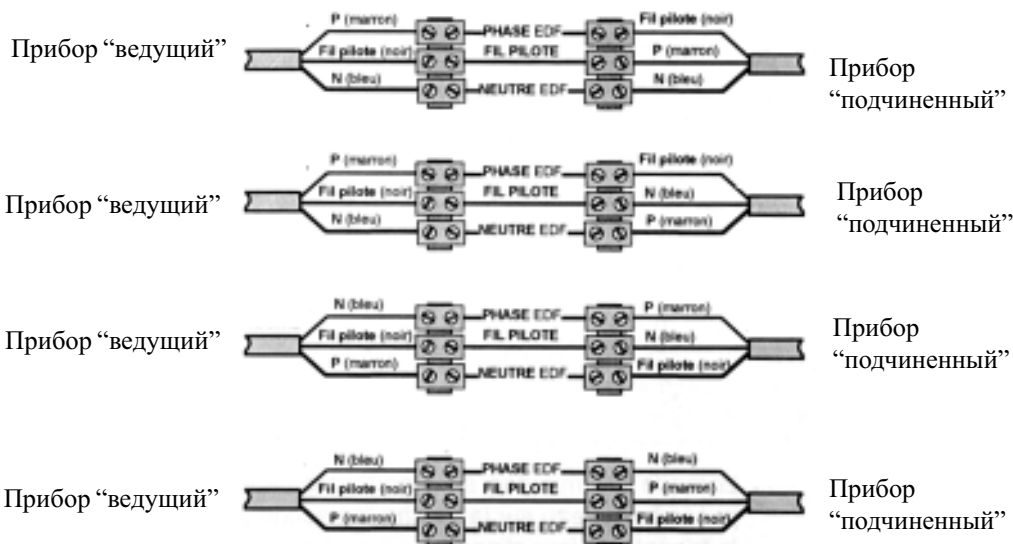 P (marron)
Fil pilote (noir)
PHASE EDF
Прибор “ведущий”
Fil pilote (noir)
FIL PILOTE
P (marron)
Прибор
“подчиненный”
N (bleu)
NEUTRE EDF
N (bleu)
P (marron)
Fil pilote (noir)
PHASE EDF
Прибор “ведущий”
Fil pilote (noir)
FIL PILOTE
N (bleu)
Прибор
“подчиненный”
N (bleu)
NEUTRE EDF
P (marron)
N (bleu)
P (marron)
PHASE EDF
Прибор “ведущий”
Fil pilote (noir)
FIL PILOTE
N (bleu)
Прибор
“подчиненный”
P (marron)
NEUTRE EDF
Fil pilote (noir)
N (bleu)
N (bleu)
PHASE EDF
Прибор “ведущий”
Fil pilote (noir)
FIL PILOTE
P (marron)
Прибор
“подчиненный”
P (marron)
NEUTRE EDF
Fil pilote (noir)